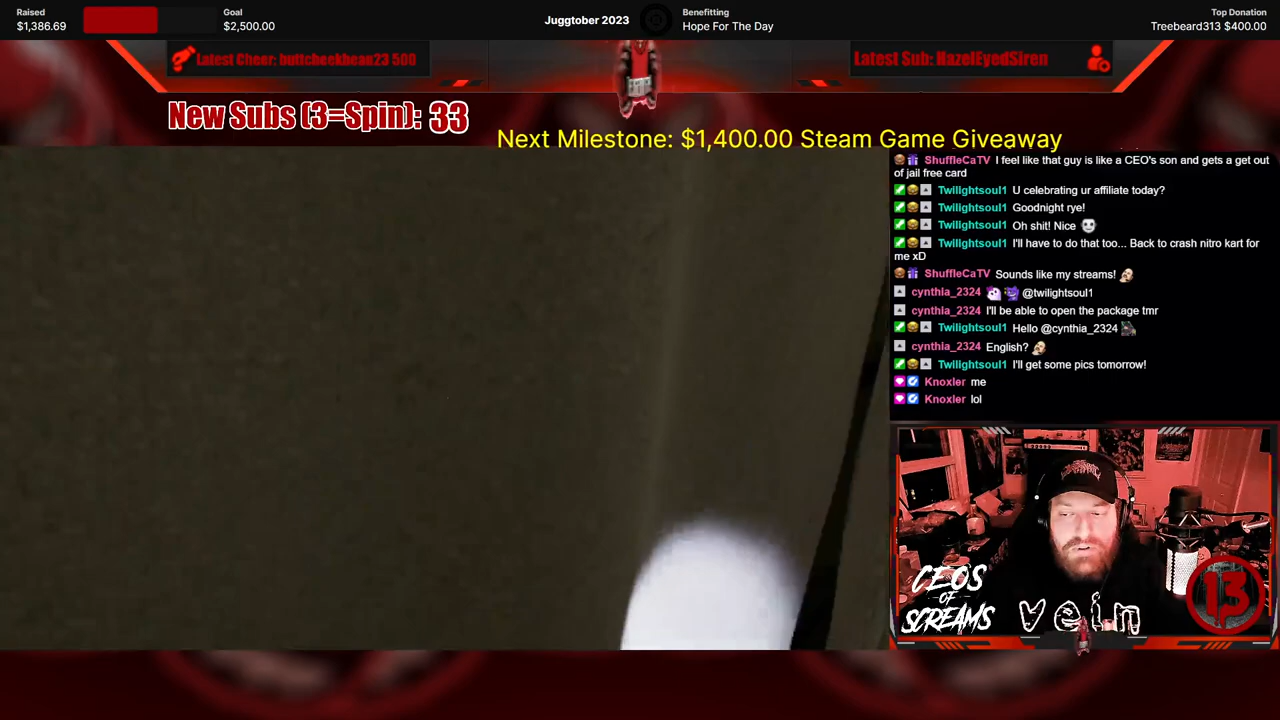 Raised
$1,386.69
Goal
$2,500.00
Juggtober 2023
Benefitting
Hope For The Day
Top Donation
Treebeard313 $400.00
Latest Cheer: buttcheekbean23 500
Latest Sub: HazelEyedSiren
New Subs (3=Spin): 33
Next Milestone: $1,400.00 Steam Game Giveaway
ShuffleCaTV I feel like that guy is like a CEO's son and gets a get out
of jail free card
Twilightsoul1 U celebrating ur affiliate today?
Twilightsoul1 Goodnight rye!
Twilightsoul1 Oh shit! Nice
Twilightsoul1 I'll have to do that too... Back to crash nitro kart for
me xD
ShuffleCaTV Sounds like my streams!
cynthia_2324 @twilightsoul1
cynthia_2324 I'll be able to open the package tmr
Twilightsoul1 Hello @cynthia_2324
cynthia_2324 English?
Twilightsoul1 I'll get some pics tomorrow!
Knoxler me
Knoxler lol
CEOS
OF
SCREAMS
vein
13